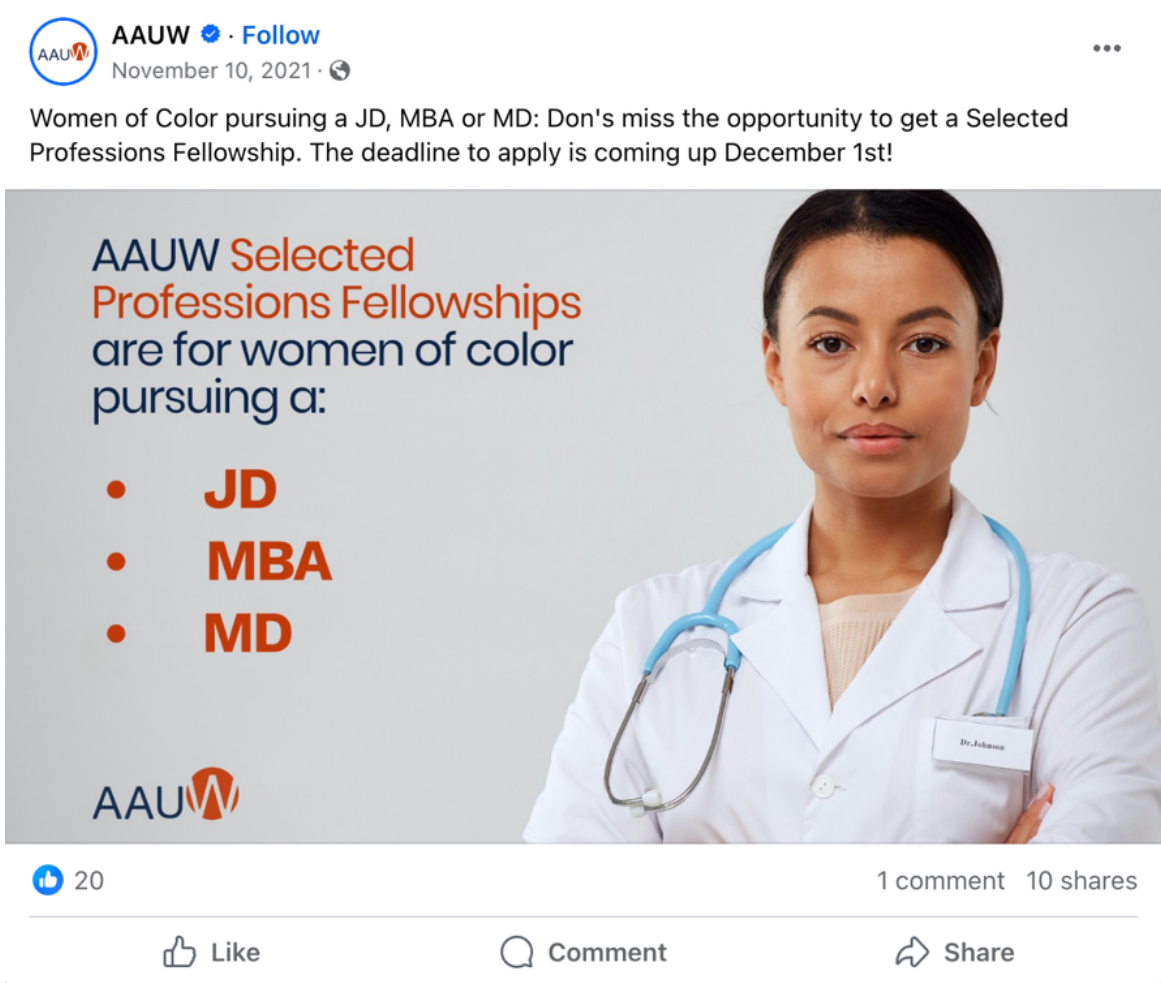 AAUW
AAUW · Follow
November 10, 2021 ·
Women of Color pursuing a JD, MBA or MD: Don's miss the opportunity to get a Selected
Professions Fellowship. The deadline to apply is coming up December 1st!
AAUW Selected
Professions Fellowships
are for women of color
pursuing a:
• JD
• MBA
• MD
Dr.Johnson
AAUW
20
1 comment 10 shares
Like Comment Share